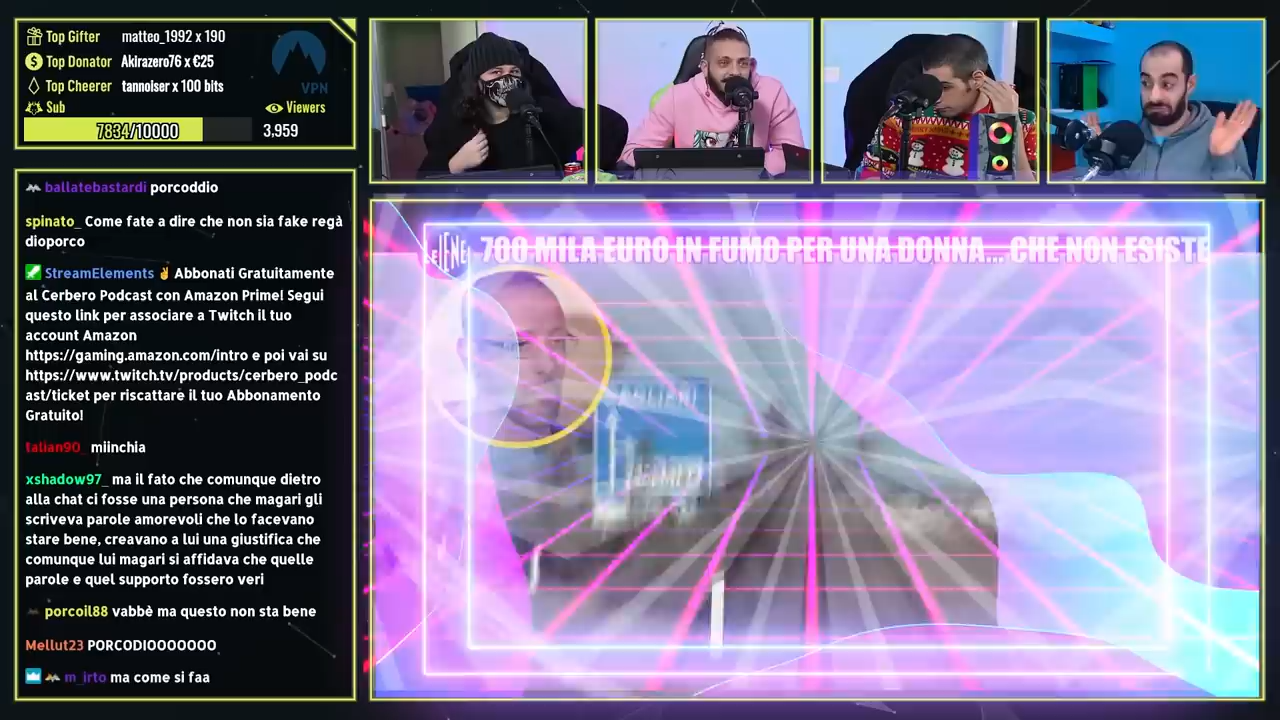 Top Gifter matteo_1992 x 190
Top Donator Akirazero76 x €25
Top Cheerer tannoiser x 100 bits
VPN
Sub Viewers
7834/10000 3,959
ballatebastardi porcoddio
spinato_ Come fate a dire che non sia fake regà
dioporco
StreamElements ✌ Abbonati Gratuitamente
al Cerbero Podcast con Amazon Prime! Segui
questo link per associare a Twitch il tuo
account Amazon
https://gaming.amazon.com/intro e poi vai su
https://www.twitch.tv/products/cerbero_podc
ast/ticket per riscattare il tuo Abbonamento
Gratuito!
talian90_ miinchia
xshadow97_ ma il fato che comunque dietro
alla chat ci fosse una persona che magari gli
scriveva parole amorevoli che lo facevano
stare bene, creavano a lui una giustifica che
comunque lui magari si affidava che quelle
parole e quel supporto fossero veri
porcoil88 vabbè ma questo non sta bene
Mellut23 PORCODIOOOOOOO
m_irto ma come si faa
LE IENE 700 MILA EURO IN FUMO PER UNA DONNA... CHE NON ESISTE